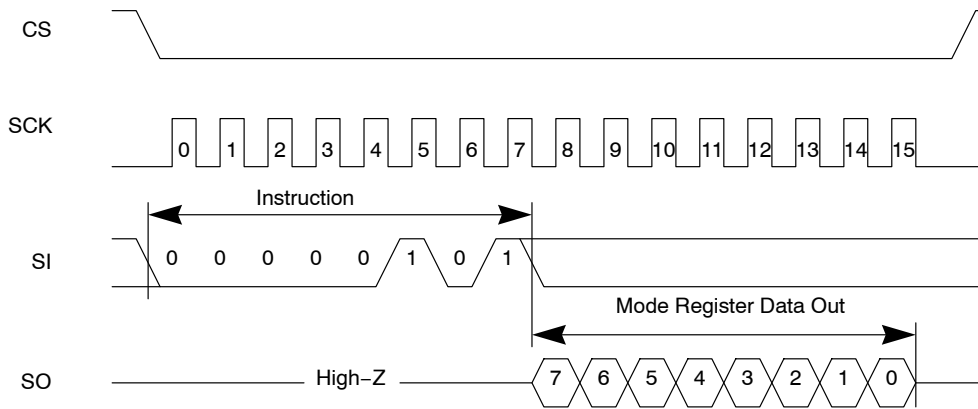 CS
SCK
0 1 2 3 4 5 6 7 8 9 10 11 12 13 14 15
Instruction
SI
0 0 0 0 0 1 0 1
Mode Register Data Out
SO
High−Z
7 6 5 4 3 2 1 0